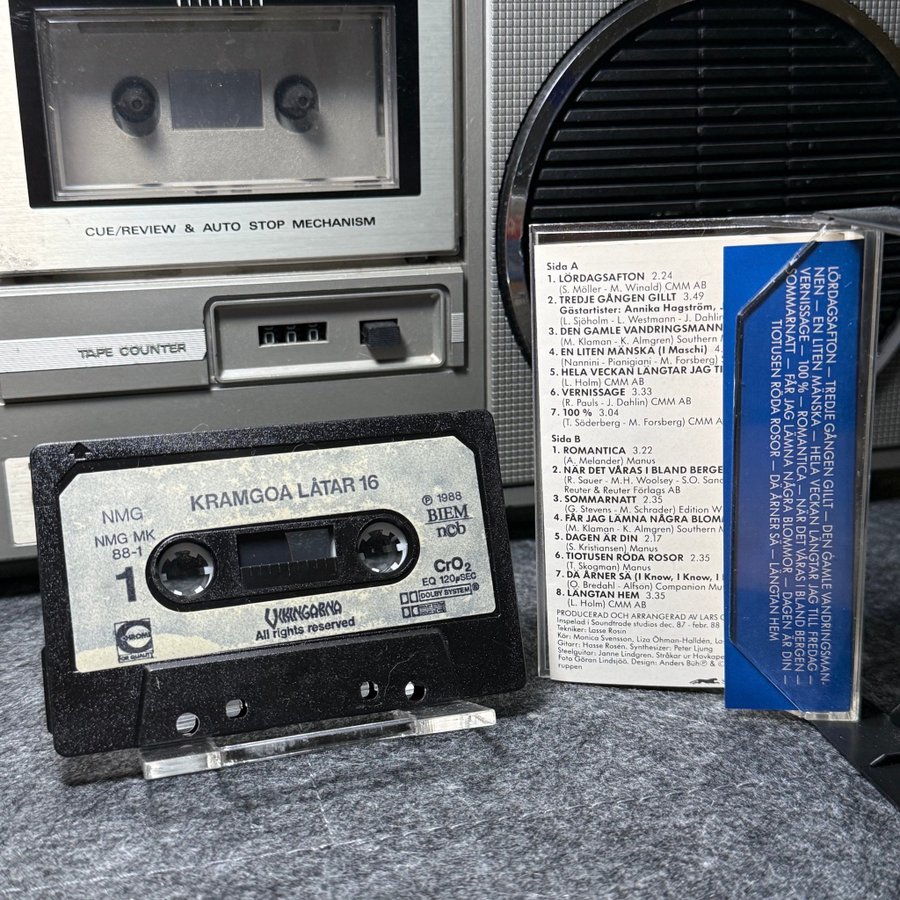 CUE/REVIEW & AUTO STOP MECHANISM
TAPE COUNTER
000
KRAMGOA LÅTAR 16
NMG
NMG MK
88-1
1
℗ 1988
BIEM
ncb
CrO2
EQ 120µSEC
DOLBY SYSTEM
CHROME
VIKINGARNA
All rights reserved
Side A
1. LÖRDAGSAFTON 2.24
(S. Möller - M. Winald) CMM AB
2. TREDJE GÅNGEN GILLT 3.49
Gästartister: Annika Hagström,
(L. Sjöholm - L. Westmann - J. Dahlin
3. DEN GAMLE VANDRINGSMANN
(M. Klaman - K. Almgren) Southern M
4. EN LITEN MÄNSKA (I Maschi) 4
(Nannini - Pianigiani - M. Forsberg) S
5. HELA VECKAN LÄNGTAR JAG TI
(L. Holm) CMM AB
6. VERNISSAGE 3.33
(R. Pauls - J. Dahlin) CMM AB
7. 100 % 3.04
(T. Söderberg - M. Forsberg) CMM A
Side B
1. ROMANTICA 3.22
(A. Melander) Manus
2. NÄR DET VÅRAS I BLAND BERGE
(R. Sauer - M.H. Woolsey - S.O. Sand
Reuter & Reuter Förlags AB
3. SOMMARNATT 2.35
(G. Stevens - M. Schrader) Edition W
4. FÅR JAG LÄMNA NÅGRA BLOMM
(M. Klaman - K. Almgren) Southern M
5. DAGEN ÄR DIN 2.17
(S. Kristiansen) Manus
6. TIOTUSEN RÖDA ROSOR 2.35
(T. Skogman) Manus
7. DÅ ÅRNER SÅ (I Know, I Know, I
(O. Bredahl - Alfson) Companion Mus
8. LÄNGTAN HEM 3.35
(L. Holm) CMM AB
PRODUCERAD OCH ARRANGERAD AV LARS O
Inspelad i Soundtrade studios dec. 87 - febr. 88
Tekniker: Lasse Rosin
Kör: Monica Svensson, Liza Öhman-Halldén, La
Gitarr: Hasse Rosén. Synthesizer: Peter Ljung
Steelguitar: Janne Lindgren. Stråkar ur Hovkape
Foto Göran Lindsjöö. Design: Anders Büh
ruppen
LÖRDAGSAFTON — TREDJE GÅNGEN GILLT — DEN GAMLE VANDRINGSMAN-
NEN — EN LITEN MÄNSKA — HELA VECKAN LÄNGTAR JAG TILL FREDAG —
VERNISSAGE — 100 % — ROMANTICA — NÄR DET VÅRAS I BLAND BERGEN —
SOMMARNATT — FÅR JAG LÄMNA NÅGRA BLOMMOR — DAGEN ÄR DIN —
TIOTUSEN RÖDA ROSOR — DÅ ÅRNER SÅ — LÄNGTAN HEM